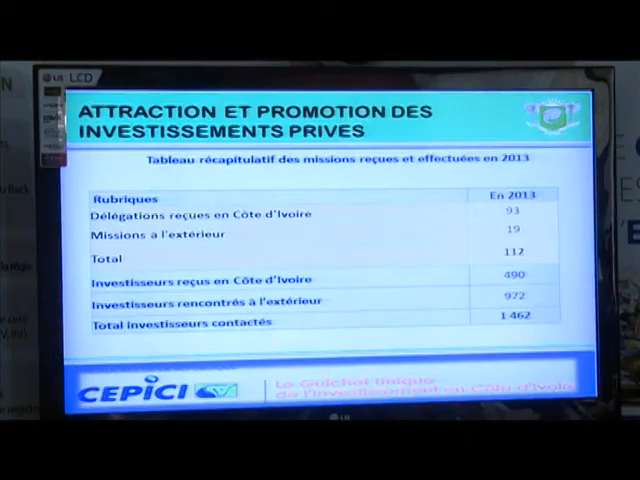 LG LCD
ATTRACTION ET PROMOTION DES
INVESTISSEMENTS PRIVES
Tableau récapitulatif des missions reçues et effectuées en 2013
Rubriques En 2013
Délégations reçues en Côte d'Ivoire 93
Missions à l'extérieur 19
Total 112
Investisseurs reçus en Côte d'Ivoire 490
Investisseurs rencontrés à l'extérieur 972
Total investisseurs contactés 1 462
CEPICI
Le Guichet unique
de l'investissement en Côte d'Ivoire
LG